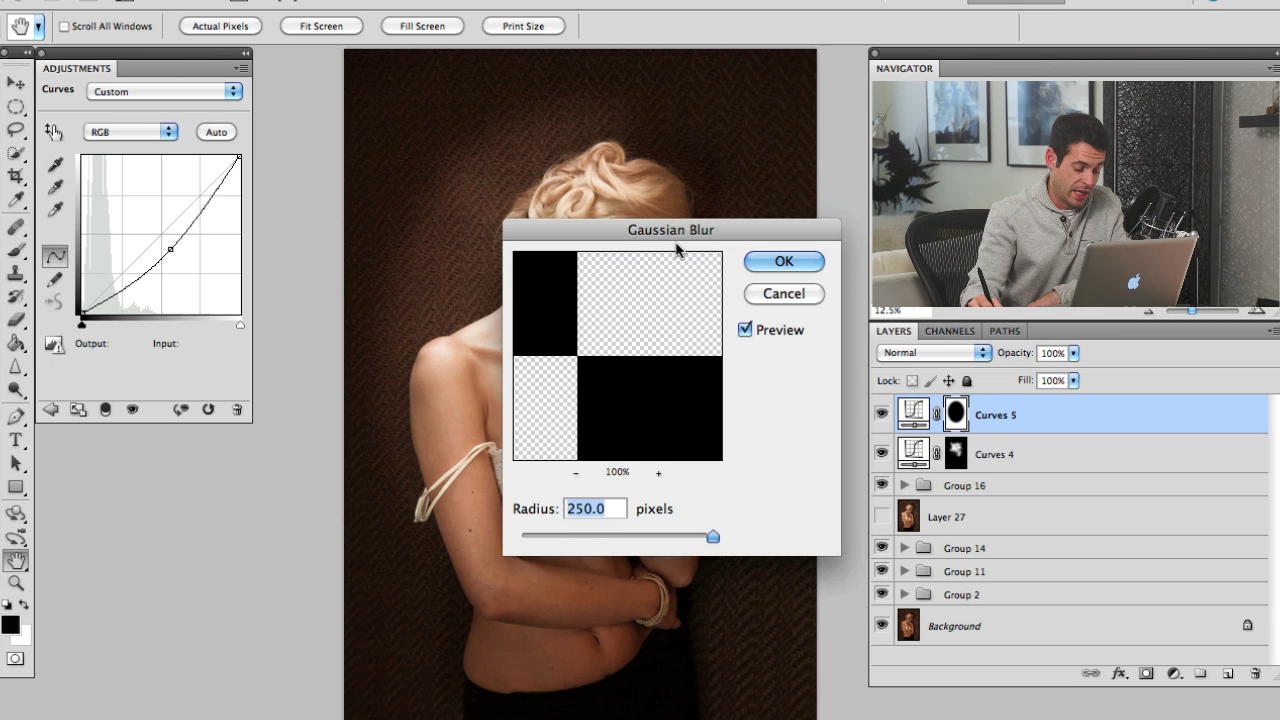 Scroll All Windows
Actual Pixels
Fit Screen
Fill Screen
Print Size
ADJUSTMENTS
Curves
Custom
RGB
Auto
Output:
Input:
Gaussian Blur
OK
Cancel
Preview
- 100% +
Radius: 250.0 pixels
NAVIGATOR
12.5%
LAYERS
CHANNELS
PATHS
Normal
Opacity: 100%
Lock:
Fill: 100%
Curves 5
Curves 4
Group 16
Layer 27
Group 14
Group 11
Group 2
Background
T
fx.